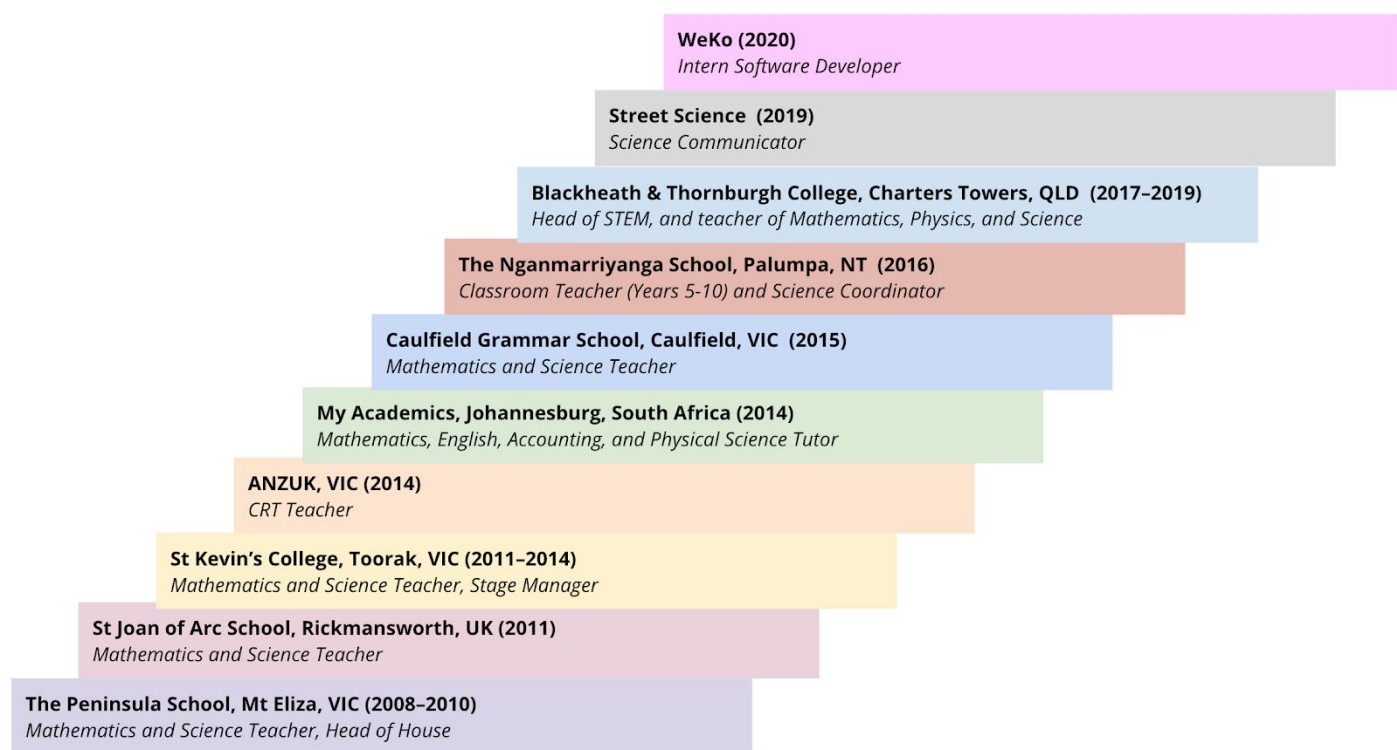 WeKo (2020)
Intern Software Developer
Street Science  (2019)
Science Communicator
Blackheath & Thornburgh College, Charters Towers, QLD  (2017–2019)
Head of STEM, and teacher of Mathematics, Physics, and Science
The Nganmarriyanga School, Palumpa, NT  (2016)
Classroom Teacher (Years 5-10) and Science Coordinator
Caulfield Grammar School, Caulfield, VIC  (2015)
Mathematics and Science Teacher
My Academics, Johannesburg, South Africa (2014)
Mathematics, English, Accounting, and Physical Science Tutor
ANZUK, VIC (2014)
CRT Teacher
St Kevin’s College, Toorak, VIC (2011–2014)
Mathematics and Science Teacher, Stage Manager
St Joan of Arc School, Rickmansworth, UK (2011)
Mathematics and Science Teacher
The Peninsula School, Mt Eliza, VIC (2008–2010)
Mathematics and Science Teacher, Head of House